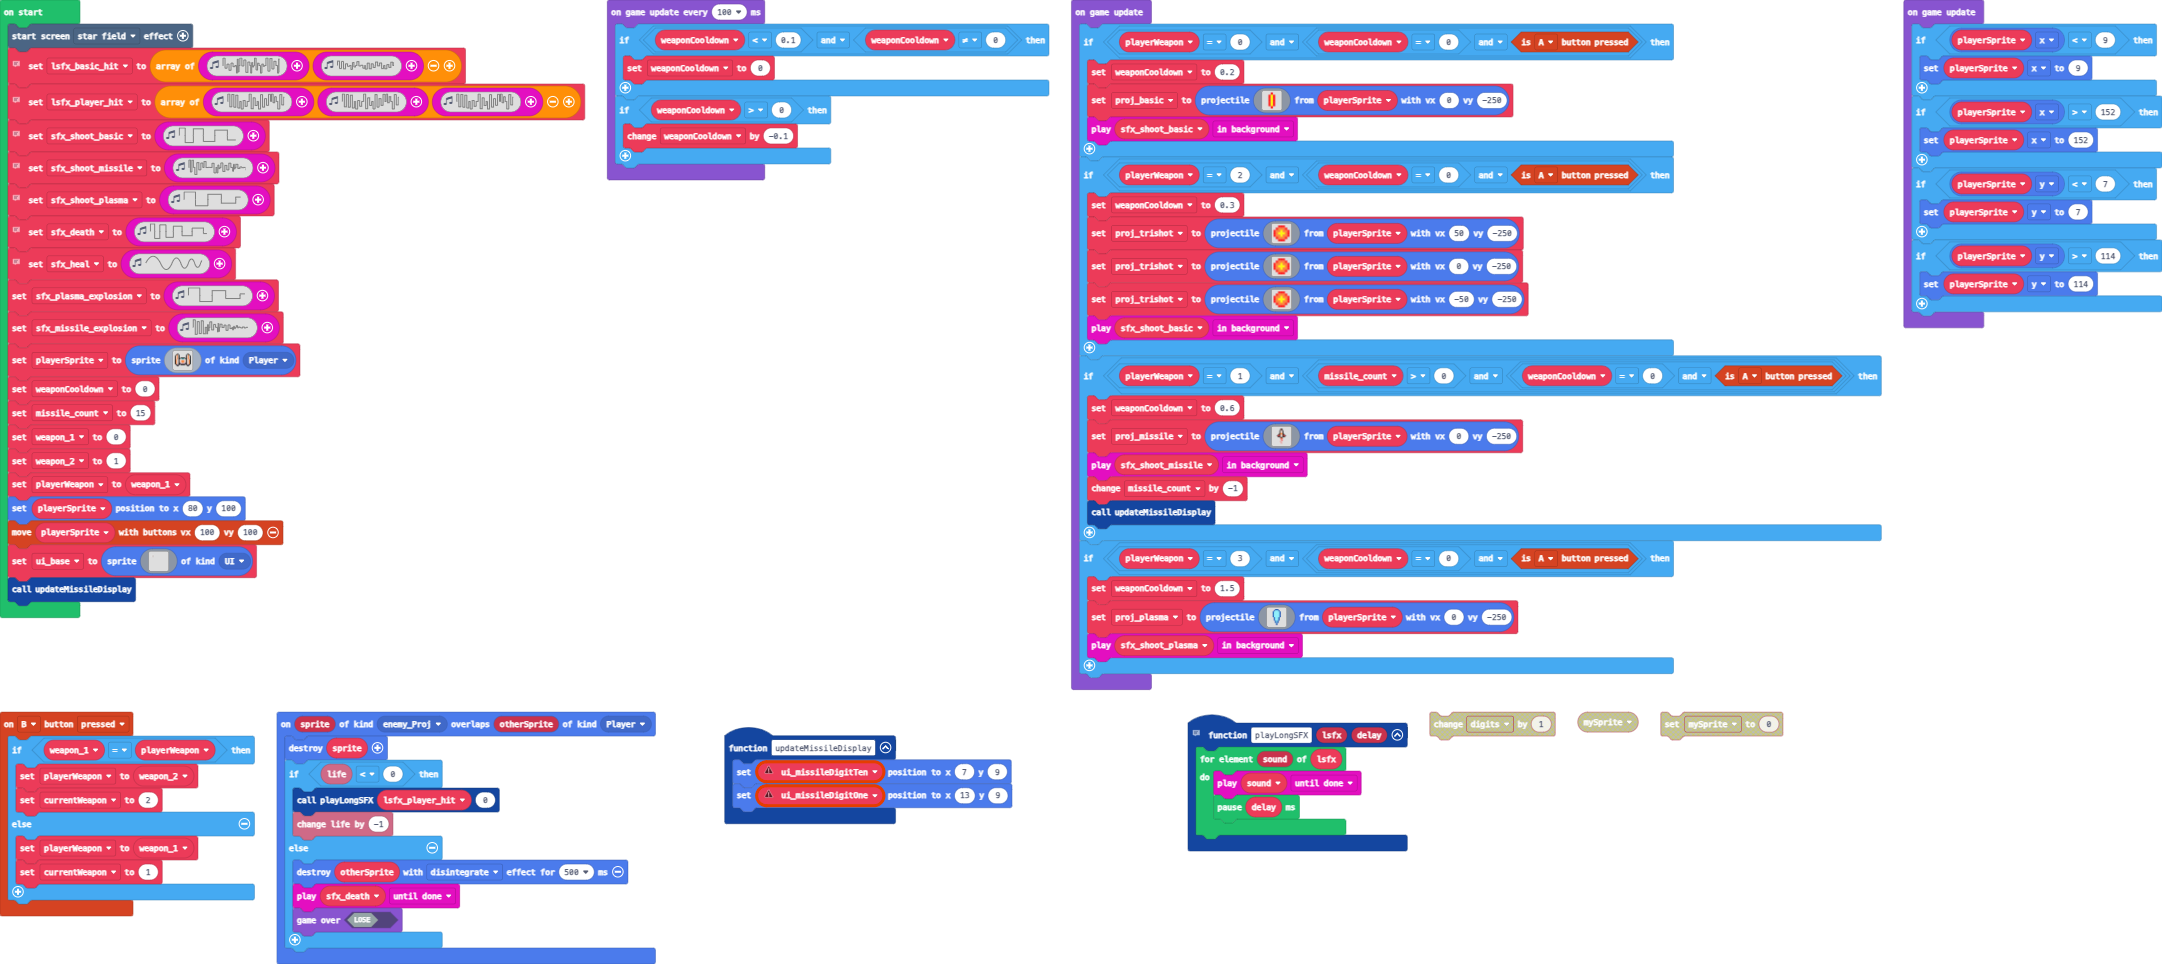 on start
start screen star field effect
set lsfx_basic_hit to array of
set lsfx_player_hit to array of
set sfx_shoot_basic to
set sfx_shoot_missile to
set sfx_shoot_plasma to
set sfx_death to
set sfx_heal to
set sfx_plasma_explosion to
set sfx_missile_explosion to
set playerSprite to sprite of kind Player
set weaponCooldown to 0
set missile_count to 15
set weapon_1 to 0
set weapon_2 to 1
set playerWeapon to weapon_1
set playerSprite position to x 80 y 100
move playerSprite with buttons vx 100 vy 100
set ui_base to sprite of kind UI
call updateMissileDisplay
on game update every 100 ms
if weaponCooldown < 0.1 and weaponCooldown ≠ 0 then
set weaponCooldown to 0
if weaponCooldown > 0 then
change weaponCooldown by -0.1
on game update
if playerWeapon = 0 and weaponCooldown = 0 and is A button pressed then
set weaponCooldown to 0.2
set proj_basic to projectile from playerSprite with vx 0 vy -250
play sfx_shoot_basic in background
if playerWeapon = 2 and weaponCooldown = 0 and is A button pressed then
set weaponCooldown to 0.3
set proj_trishot to projectile from playerSprite with vx 50 vy -250
set proj_trishot to projectile from playerSprite with vx 0 vy -250
set proj_trishot to projectile from playerSprite with vx -50 vy -250
play sfx_shoot_basic in background
if playerWeapon = 1 and missile_count > 0 and weaponCooldown = 0 and is A button pressed then
set weaponCooldown to 0.6
set proj_missile to projectile from playerSprite with vx 0 vy -250
play sfx_shoot_missile in background
change missile_count by -1
call updateMissileDisplay
if playerWeapon = 3 and weaponCooldown = 0 and is A button pressed then
set weaponCooldown to 1.5
set proj_plasma to projectile from playerSprite with vx 0 vy -250
play sfx_shoot_plasma in background
on game update
if playerSprite x < 9 then
set playerSprite x to 9
if playerSprite x > 152 then
set playerSprite x to 152
if playerSprite y < 7 then
set playerSprite y to 7
if playerSprite y > 114 then
set playerSprite y to 114
on B button pressed
if weapon_1 = playerWeapon then
set playerWeapon to weapon_2
set currentWeapon to 2
else
set playerWeapon to weapon_1
set currentWeapon to 1
on sprite of kind enemy_Proj overlaps otherSprite of kind Player
destroy sprite
if life < 0 then
call playLongSFX lsfx_player_hit 0
change life by -1
else
destroy otherSprite with disintegrate effect for 500 ms
play sfx_death until done
game over LOSE
function updateMissileDisplay
set ui_missileDigitTen position to x 7 y 9
set ui_missileDigitOne position to x 13 y 9
function playLongSFX lsfx delay
for element sound of lsfx
do play sound until done
pause delay ms
change digits by 1
mySprite
set mySprite to 0